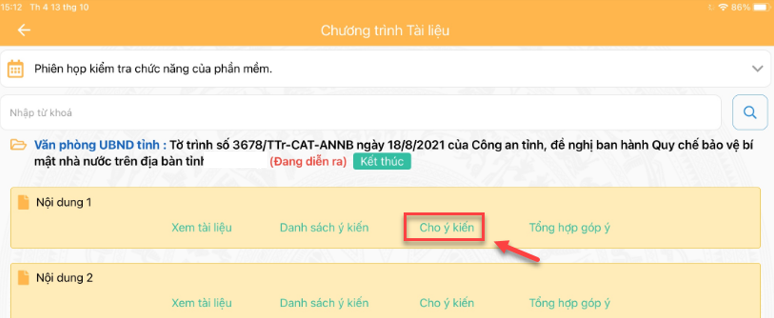 15:12 Th 4 13 thg 10 86%
Chương trình Tài liệu
Phiên họp kiểm tra chức năng của phần mềm.
Nhập từ khoá
Văn phòng UBND tỉnh : Tờ trình số 3678/TTr-CAT-ANNB ngày 18/8/2021 của Công an tỉnh, đề nghị ban hành Quy chế bảo vệ bí
mật nhà nước trên địa bàn tỉnh (Đang diễn ra) Kết thúc
Nội dung 1
Xem tài liệu Danh sách ý kiến Cho ý kiến Tổng hợp góp ý
Nội dung 2
Xem tài liệu Danh sách ý kiến Cho ý kiến Tổng hợp góp ý